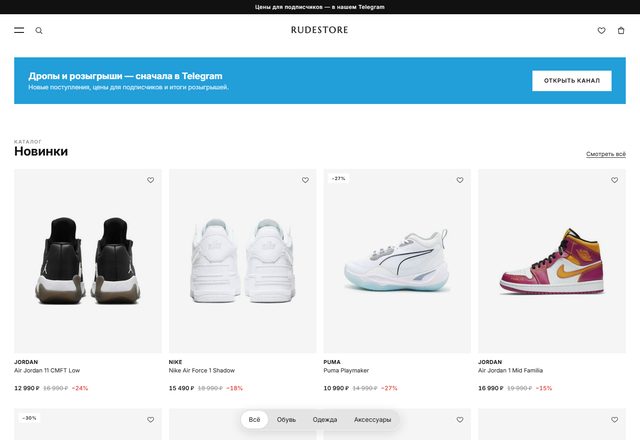 Цены для подписчиков — в нашем Telegram
RUDESTORE
Дропы и розыгрыши — сначала в Telegram
Новые поступления, цены для подписчиков и итоги розыгрышей.
ОТКРЫТЬ КАНАЛ
КАТАЛОГ
Новинки
Смотреть всё
−27%
JORDAN
Air Jordan 11 CMFT Low
12 990 ₽ 16 990 ₽ −24%
NIKE
Nike Air Force 1 Shadow
15 490 ₽ 18 990 ₽ −18%
PUMA
Puma Playmaker
10 990 ₽ 14 990 ₽ −27%
JORDAN
Air Jordan 1 Mid Familia
16 990 ₽ 19 990 ₽ −15%
−30%
Всё Обувь Одежда Аксессуары